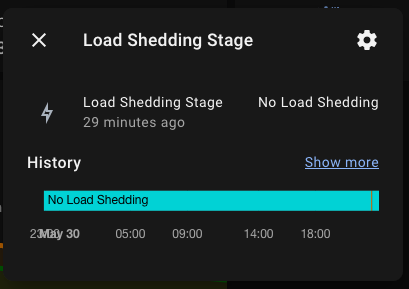 Load Shedding Stage
Load Shedding Stage No Load Shedding
29 minutes ago
History Show more
No Load Shedding
May 30 05:00 09:00 14:00 18:00